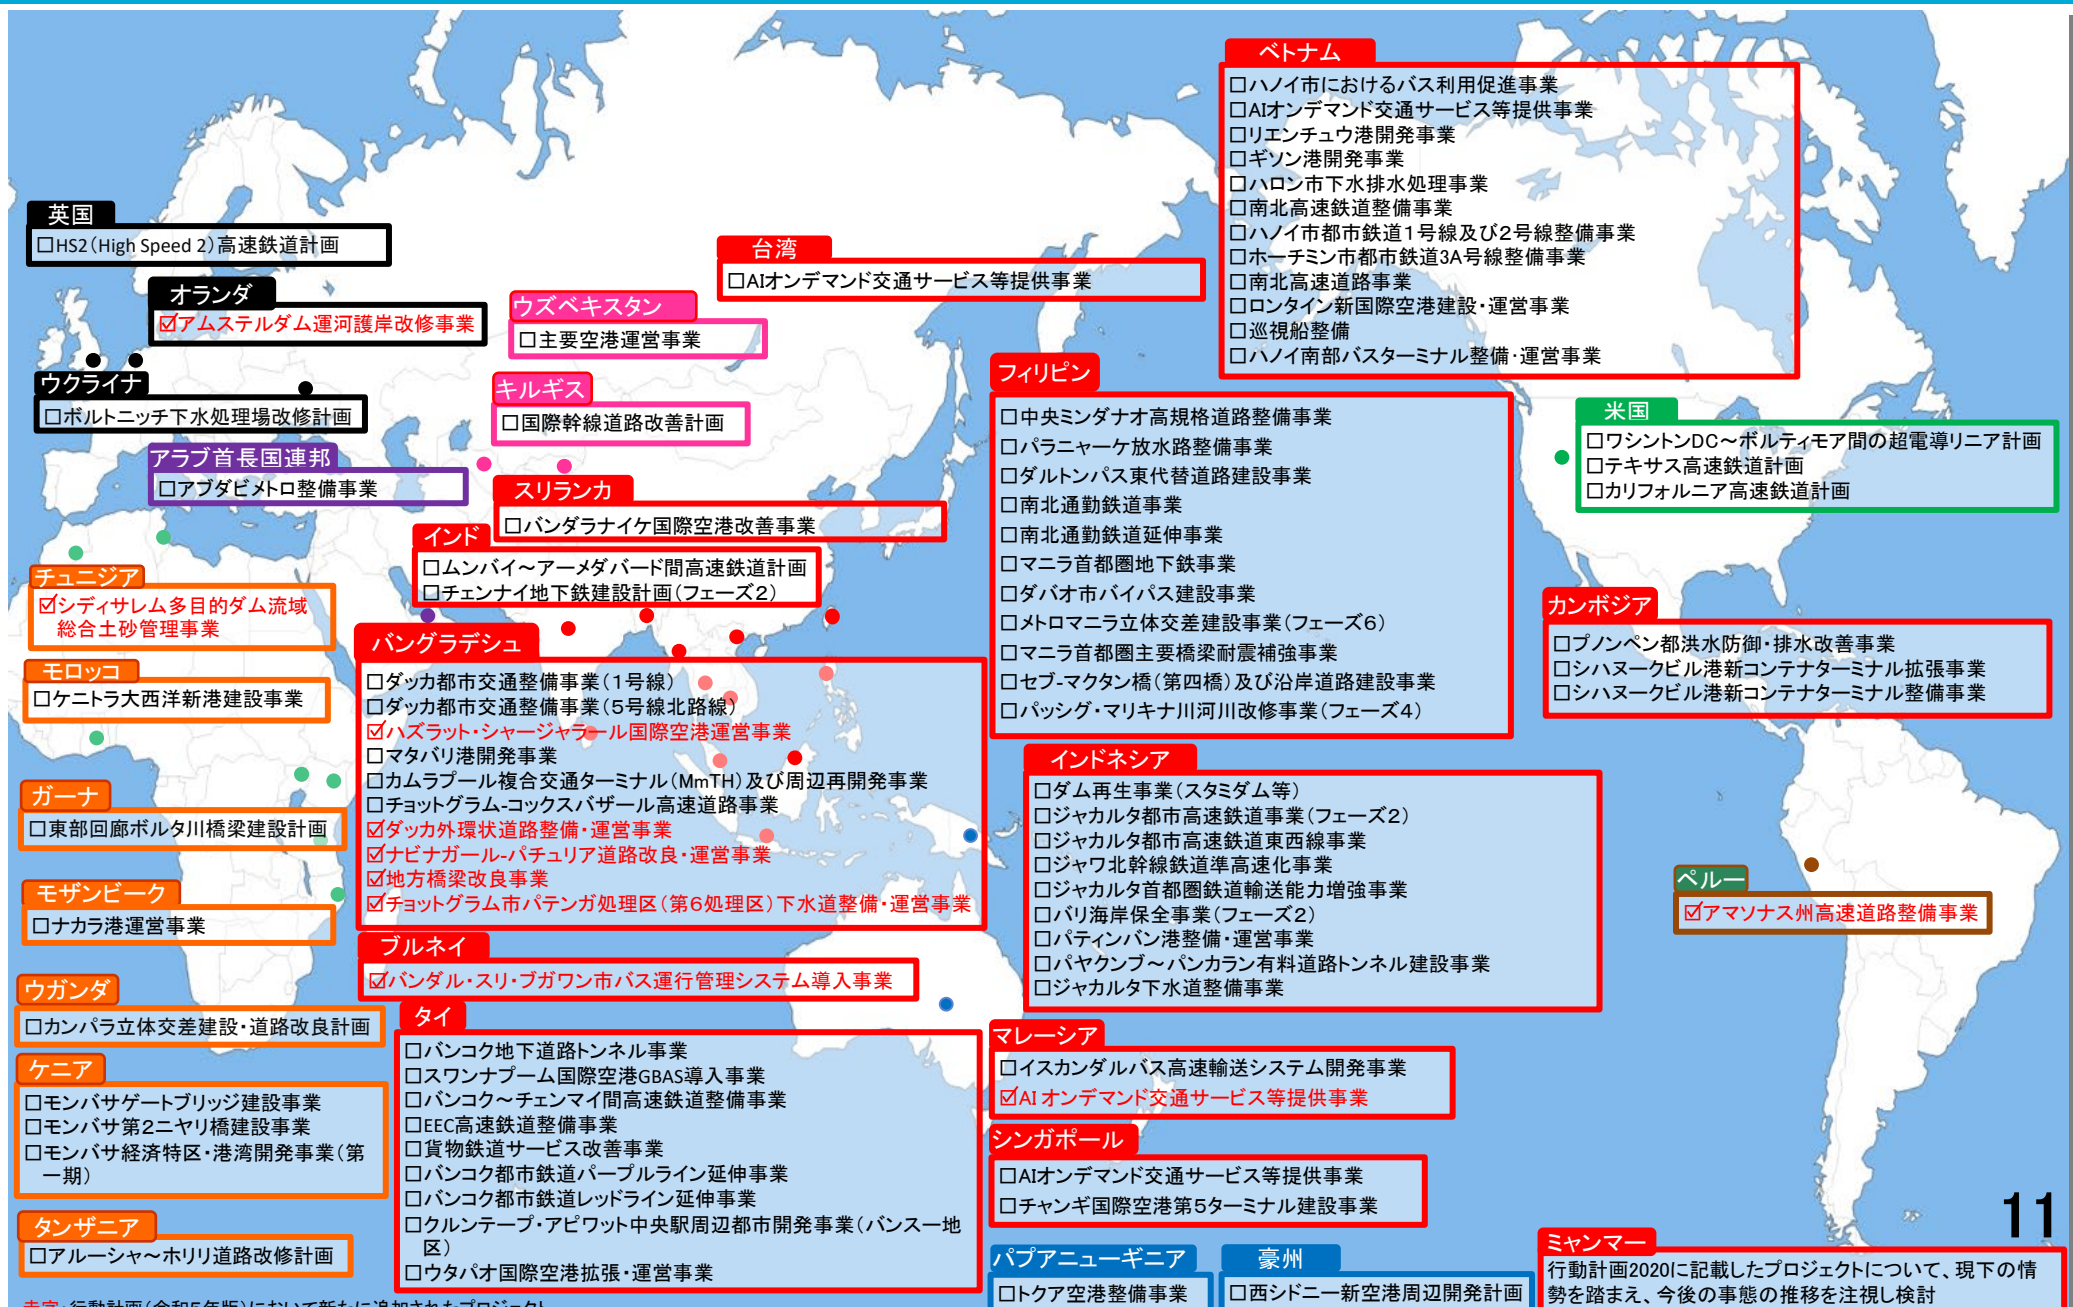 英国
□HS2(High Speed 2)高速鉄道計画
オランダ
☑アムステルダム運河護岸改修事業
ウクライナ
□ボルトニッチ下水処理場改修計画
アラブ首長国連邦
□アブダビメトロ整備事業
ウズベキスタン
□主要空港運営事業
キルギス
□国際幹線道路改善計画
台湾
□AIオンデマンド交通サービス等提供事業
スリランカ
□バンダラナイケ国際空港改善事業
インド
□ムンバイ～アーメダバード間高速鉄道計画
□チェンナイ地下鉄建設計画(フェーズ2)
チュニジア
☑シディサレム多目的ダム流域
総合土砂管理事業
モロッコ
□ケニトラ大西洋新港建設事業
ガーナ
□東部回廊ボルタ川橋梁建設計画
モザンビーク
□ナカラ港運営事業
ウガンダ
□カンパラ立体交差建設・道路改良計画
ケニア
□モンバサゲートブリッジ建設事業
□モンバサ第2ニヤリ橋建設事業
□モンバサ経済特区・港湾開発事業(第
一期)
タンザニア
□アルーシャ～ホリリ道路改修計画
バングラデシュ
□ダッカ都市交通整備事業(1号線)
□ダッカ都市交通整備事業(5号線北路線)
☑ハズラット・シャージャラール国際空港運営事業
□マタバリ港開発事業
□カムラプール複合交通ターミナル(MmTH)及び周辺再開発事業
□チョットグラム-コックスバザール高速道路事業
☑ダッカ外環状道路整備・運営事業
☑ナビナガール-パチュリア道路改良・運営事業
☑地方橋梁改良事業
☑チョットグラム市パテンガ処理区(第6処理区)下水道整備・運営事業
ブルネイ
☑バンダル・スリ・ブガワン市バス運行管理システム導入事業
タイ
□バンコク地下道路トンネル事業
□スワンナプーム国際空港GBAS導入事業
□バンコク～チェンマイ間高速鉄道整備事業
□EEC高速鉄道整備事業
□貨物鉄道サービス改善事業
□バンコク都市鉄道パープルライン延伸事業
□バンコク都市鉄道レッドライン延伸事業
□クルンテープ・アピワット中央駅周辺都市開発事業(バンスー地
区)
□ウタパオ国際空港拡張・運営事業
ベトナム
□ハノイ市におけるバス利用促進事業
□AIオンデマンド交通サービス等提供事業
□リエンチュウ港開発事業
□ギソン港開発事業
□ハロン市下水排水処理事業
□南北高速鉄道整備事業
□ハノイ市都市鉄道1号線及び2号線整備事業
□ホーチミン市都市鉄道3A号線整備事業
□南北高速道路事業
□ロンタイン新国際空港建設・運営事業
□巡視船整備
□ハノイ南部バスターミナル整備・運営事業
フィリピン
□中央ミンダナオ高規格道路整備事業
□パラニャーケ放水路整備事業
□ダルトンパス東代替道路建設事業
□南北通勤鉄道事業
□南北通勤鉄道延伸事業
□マニラ首都圏地下鉄事業
□ダバオ市バイパス建設事業
□メトロマニラ立体交差建設事業(フェーズ6)
□マニラ首都圏主要橋梁耐震補強事業
□セブ-マクタン橋(第四橋)及び沿岸道路建設事業
□パッシグ・マリキナ川河川改修事業(フェーズ4)
米国
□ワシントンDC～ボルティモア間の超電導リニア計画
□テキサス高速鉄道計画
□カリフォルニア高速鉄道計画
カンボジア
□プノンペン都洪水防御・排水改善事業
□シハヌークビル港新コンテナターミナル拡張事業
□シハヌークビル港新コンテナターミナル整備事業
インドネシア
□ダム再生事業(スタミダム等)
□ジャカルタ都市高速鉄道事業(フェーズ2)
□ジャカルタ都市高速鉄道東西線事業
□ジャワ北幹線鉄道準高速化事業
□ジャカルタ首都圏鉄道輸送能力増強事業
□バリ海岸保全事業(フェーズ2)
□パティンバン港整備・運営事業
□パヤクンブ～パンカラン有料道路トンネル建設事業
□ジャカルタ下水道整備事業
ペルー
☑アマソナス州高速道路整備事業
マレーシア
□イスカンダルバス高速輸送システム開発事業
☑AIオンデマンド交通サービス等提供事業
シンガポール
□AIオンデマンド交通サービス等提供事業
□チャンギ国際空港第5ターミナル建設事業
パプアニューギニア
□トクア空港整備事業
豪州
□西シドニー新空港周辺開発計画
ミャンマー
行動計画2020に記載したプロジェクトについて、現下の情
勢を踏まえ、今後の事態の推移を注視し検討
11
赤字:行動計画(令和5年版)において新たに追加されたプロジェクト